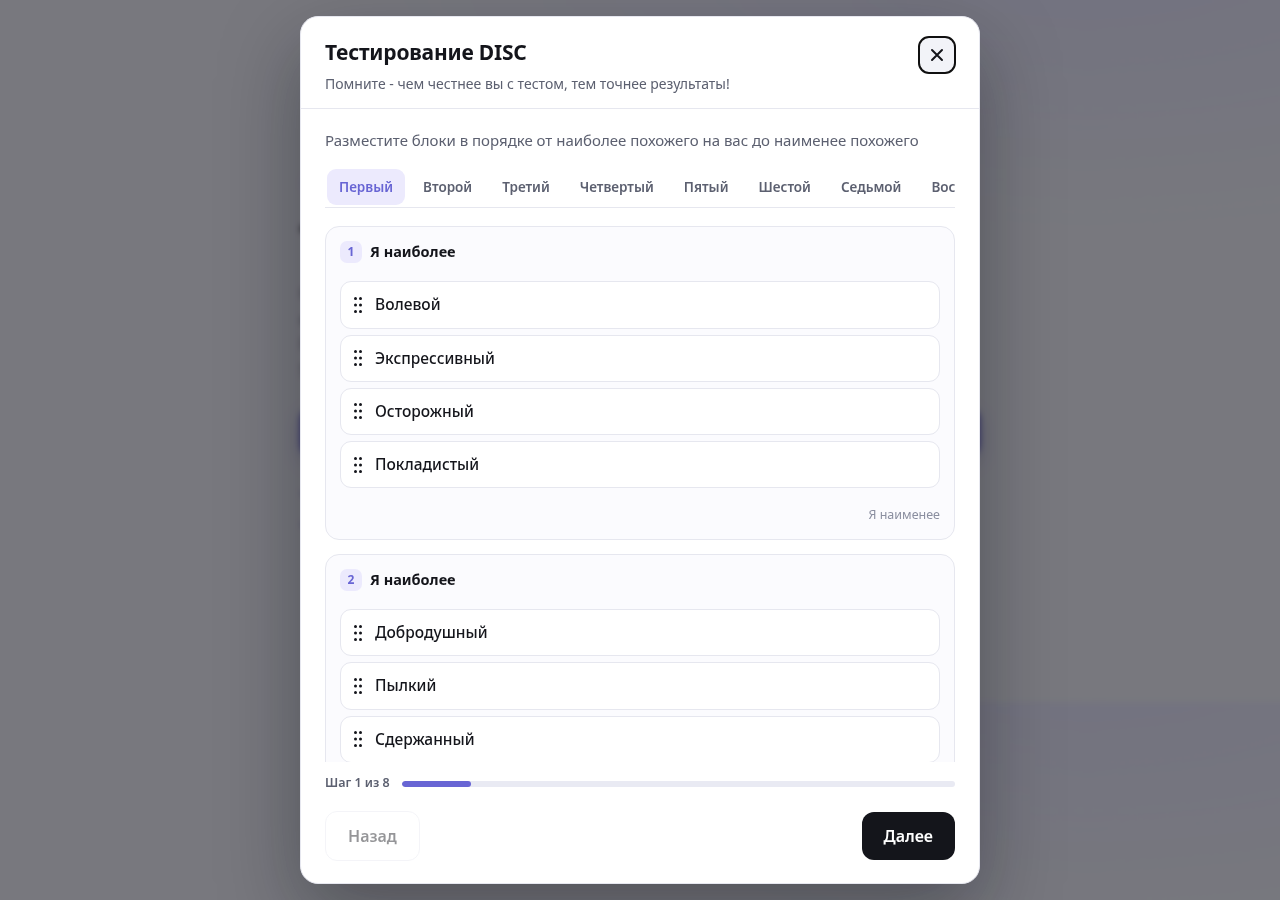 Тестирование DISC
Помните - чем честнее вы с тестом, тем точнее результаты!
Разместите блоки в порядке от наиболее похожего на вас до наименее похожего
Первый Второй Третий Четвертый Пятый Шестой Седьмой Вос
1 Я наиболее
Волевой
Экспрессивный
Осторожный
Покладистый
Я наименее
2 Я наиболее
Добродушный
Пылкий
Сдержанный
Шаг 1 из 8
Назад Далее